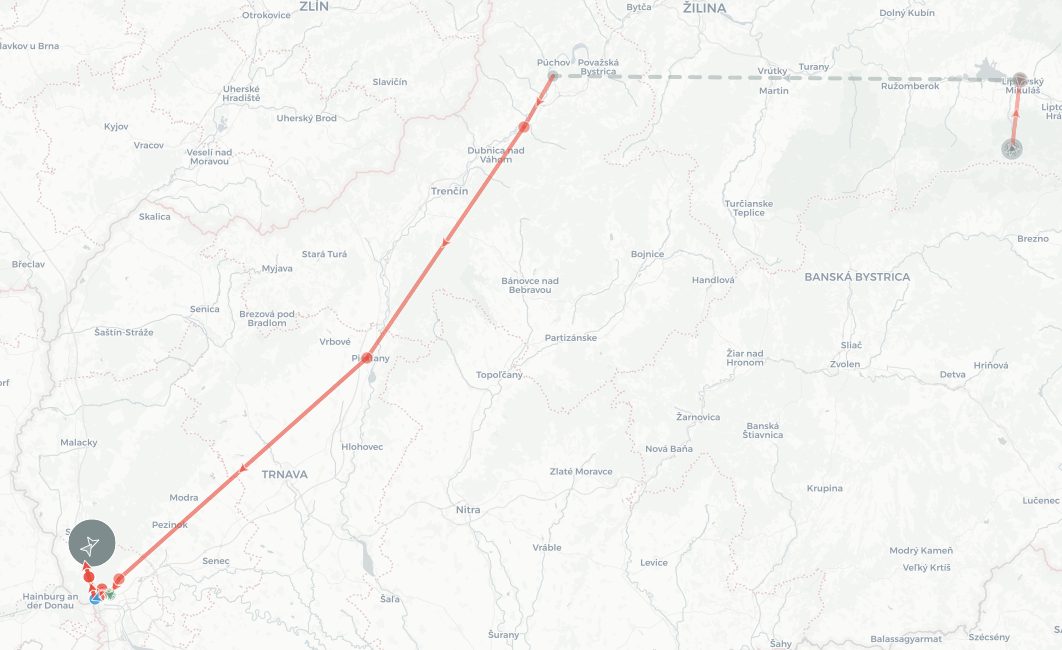 ZLÍN
Otrokovice
Bytča
ŽILINA
Dolný Kubín
lavkov u Brna
Púchov
Považská
Bystrica
Vrútky
Turany
Martin
Ružomberok
Mikuláš
Slavičín
Uherské
Hradiště
Uherský Brod
Kyjov
Vracov
Veselí nad
Moravou
Dubnica nad
Váhom
Trenčín
Skalica
Turčianske
Teplice
Brezno
Břeclav
Stará Turá
Myjava
Bojnice
Handlová
BANSKÁ BYSTRICA
Bánovce nad
Bebravou
Senica
Brezová pod
Bradlom
Šaštín-Stráže
Vrbové
Partizánske
Sliač
Zvolen
Žiar nad
Hronom
Topoľčany
Detva
Hriňová
Žarnovica
Banská
Štiavnica
Malacky
Hlohovec
Nová Baňa
TRNAVA
Zlaté Moravce
Krupina
Modra
Lučenec
Nitra
Pezinok
Vráble
Modrý Kameň
Veľký Krtíš
Senec
Levice
Hainburg an
der Donau
Šaľa
Šurany
Šahy
Balassagyarmat
Szécsény